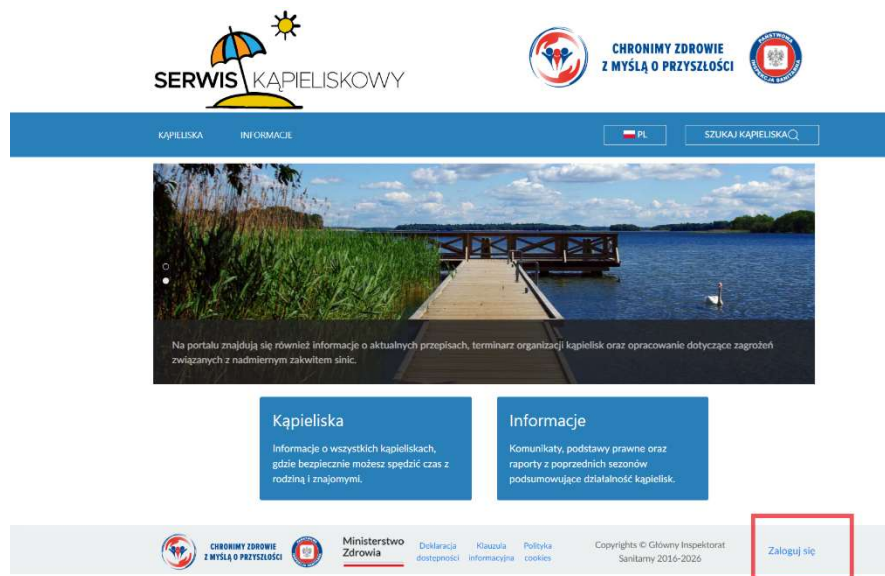 SERWIS KĄPIELISKOWY
CHRONIMY ZDROWIE
Z MYŚLĄ O PRZYSZŁOŚCI
PAŃSTWOWA
INSPEKCJA SANITARNA
KĄPIELISKA
INFORMACJE
PL
SZUKAJ KĄPIELISKA
Na portalu znajdują się również informacje o aktualnych przepisach, terminarz organizacji kąpielisk oraz opracowanie dotyczące zagrożeń
związanych z nadmiernym zakwitem sinic.
Kąpieliska
Informacje o wszystkich kąpieliskach,
gdzie bezpiecznie możesz spędzić czas z
rodziną i znajomymi.
Informacje
Komunikaty, podstawy prawne oraz
raporty z poprzednich sezonów
podsumowujące działalność kąpielisk.
CHRONIMY ZDROWIE
Z MYŚLĄ O PRZYSZŁOŚCI
Ministerstwo
Zdrowia
Deklaracja
dostępności
Klauzula
informacyjna
Polityka
cookies
Copyrights © Główny Inspektorat
Sanitarny 2016-2026
Zaloguj się